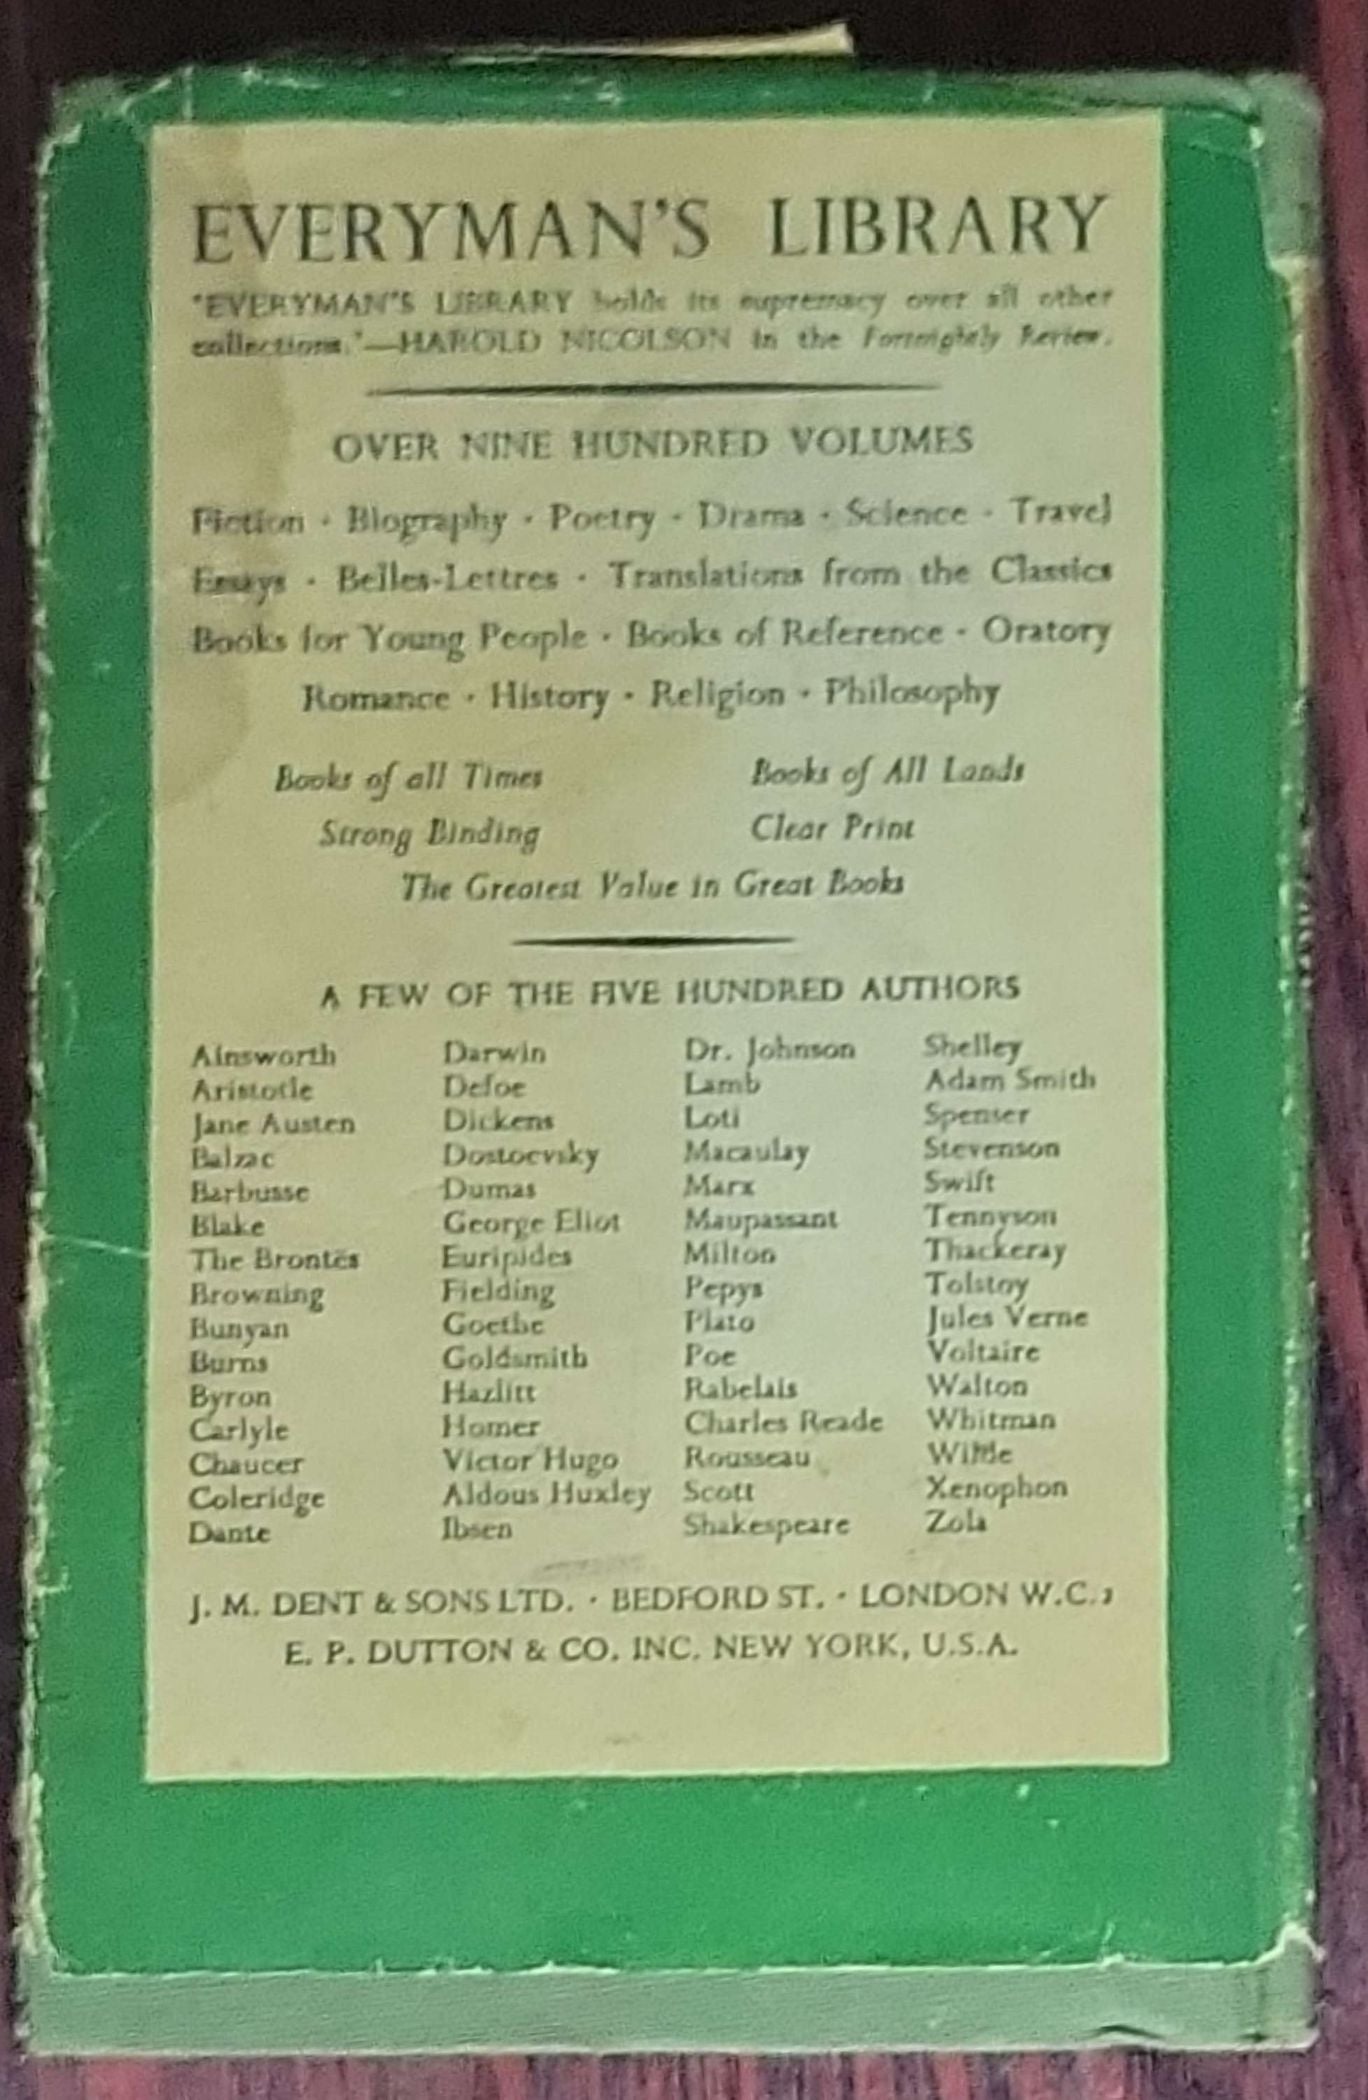 EVERYMAN'S LIBRARY
'EVERYMAN'S LIBRARY holds its supremacy over all other
collections.'—HAROLD NICOLSON in the Fortnightly Review.
OVER NINE HUNDRED VOLUMES
Fiction · Biography · Poetry · Drama · Science · Travel
Essays · Belles-Lettres · Translations from the Classics
Books for Young People · Books of Reference · Oratory
Romance · History · Religion · Philosophy
Books of all Times Books of All Lands
Strong Binding Clear Print
The Greatest Value in Great Books
A FEW OF THE FIVE HUNDRED AUTHORS
Ainsworth Darwin Dr. Johnson Shelley
Aristotle Defoe Lamb Adam Smith
Jane Austen Dickens Loti Spenser
Balzac Dostoevsky Macaulay Stevenson
Barbusse Dumas Marx Swift
Blake George Eliot Maupassant Tennyson
The Brontës Euripides Milton Thackeray
Browning Fielding Pepys Tolstoy
Bunyan Goethe Plato Jules Verne
Burns Goldsmith Poe Voltaire
Byron Hazlitt Rabelais Walton
Carlyle Homer Charles Reade Whitman
Chaucer Victor Hugo Rousseau Wilde
Coleridge Aldous Huxley Scott Xenophon
Dante Ibsen Shakespeare Zola
J. M. DENT & SONS LTD. · BEDFORD ST. · LONDON W.C.2
E. P. DUTTON & CO. INC. NEW YORK, U.S.A.